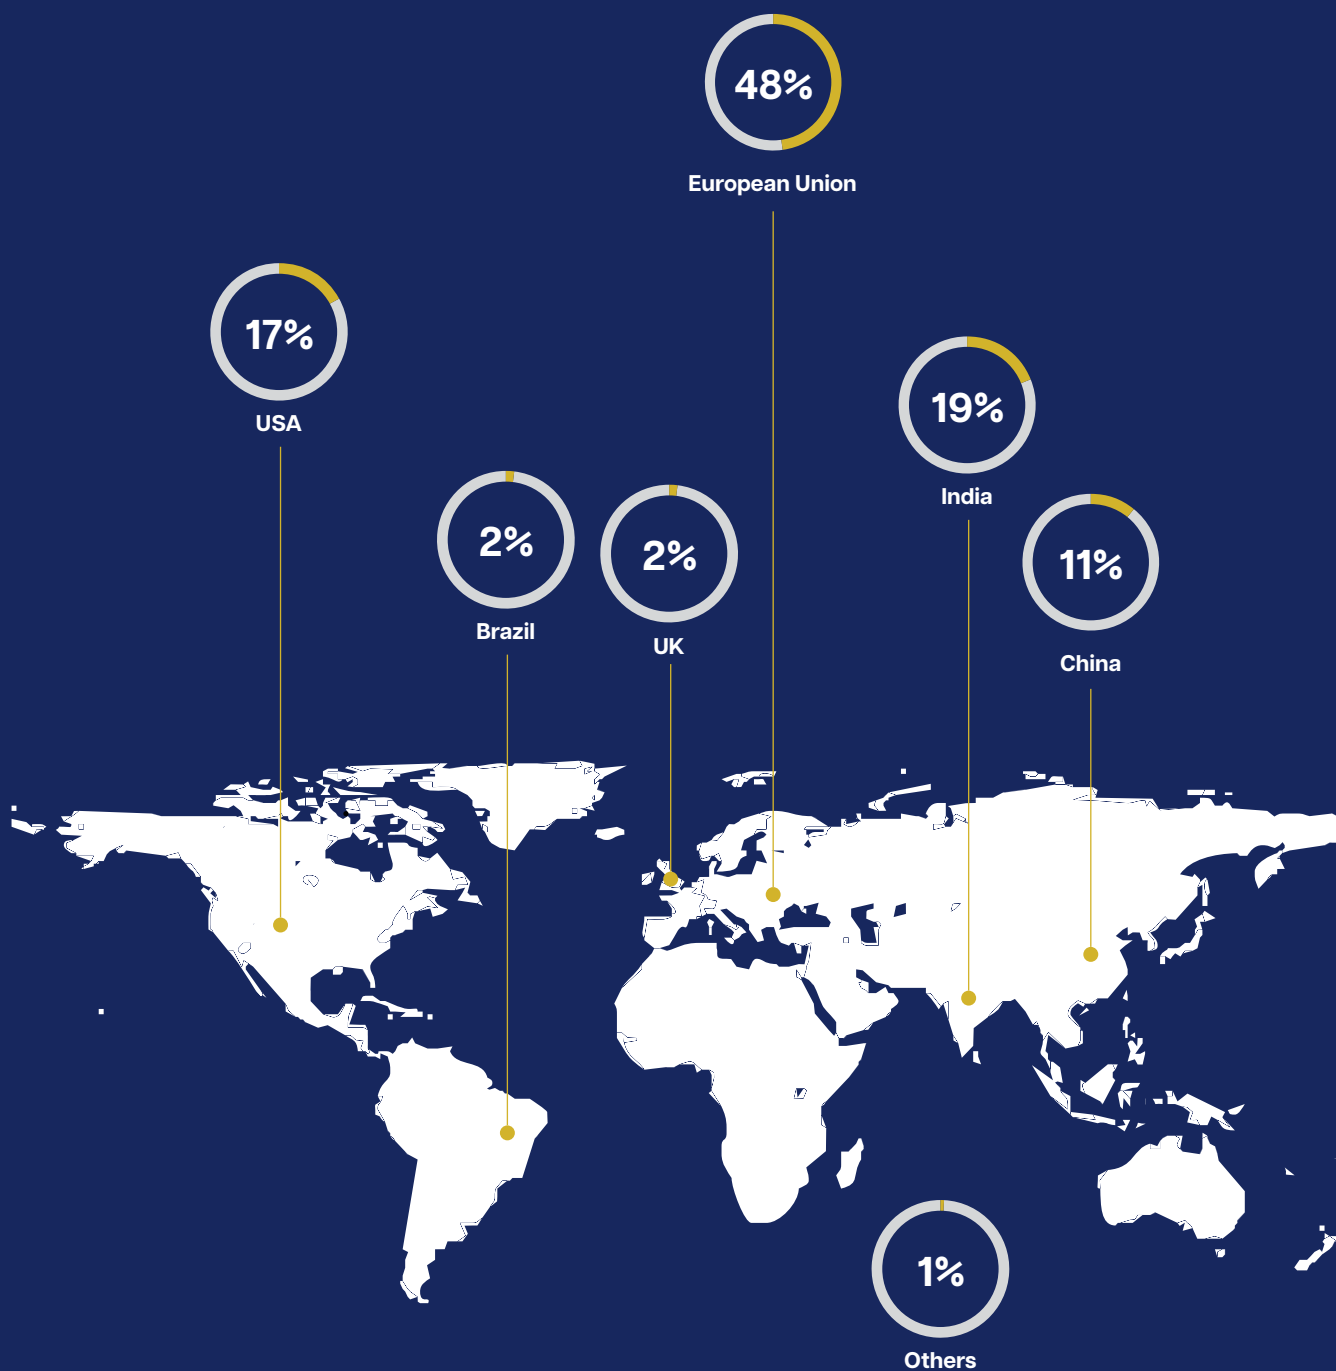 48%
European Union
17%
USA
19%
India
2%
Brazil
2%
UK
11%
China
1%
Others